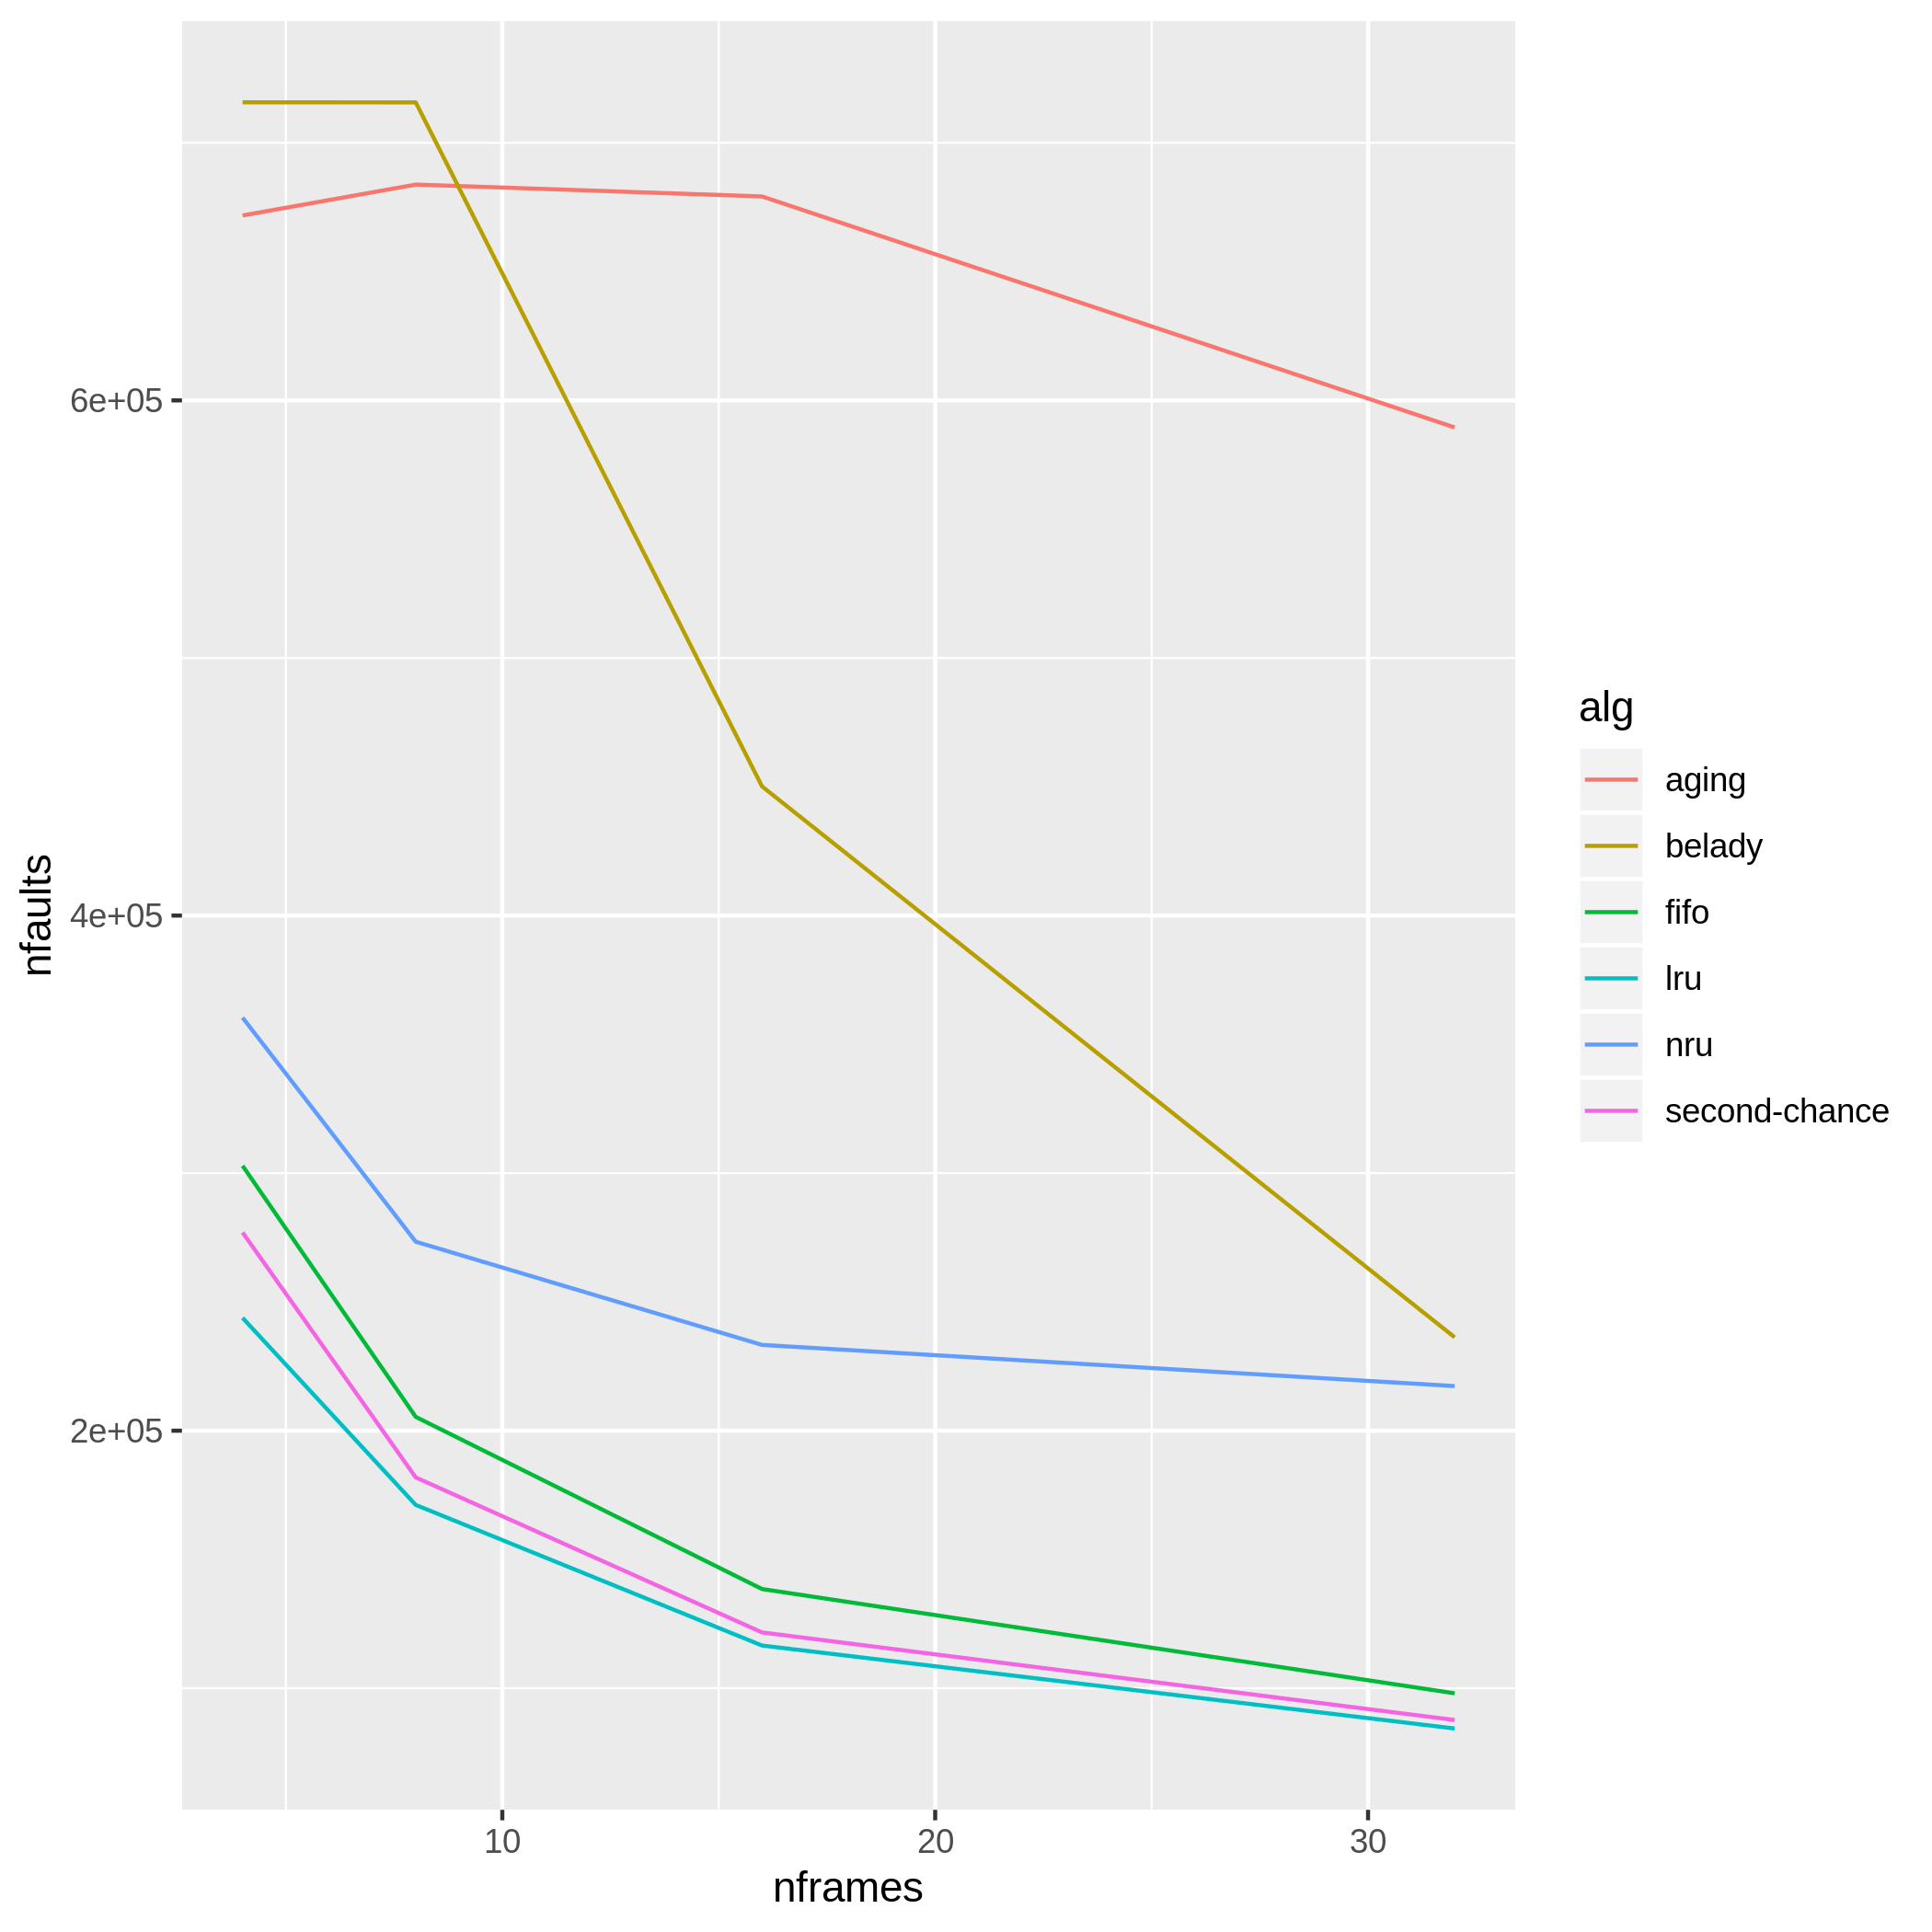 nfaults
6e+05
4e+05
2e+05
10 20 30
nframes
alg
aging
belady
fifo
lru
nru
second-chance